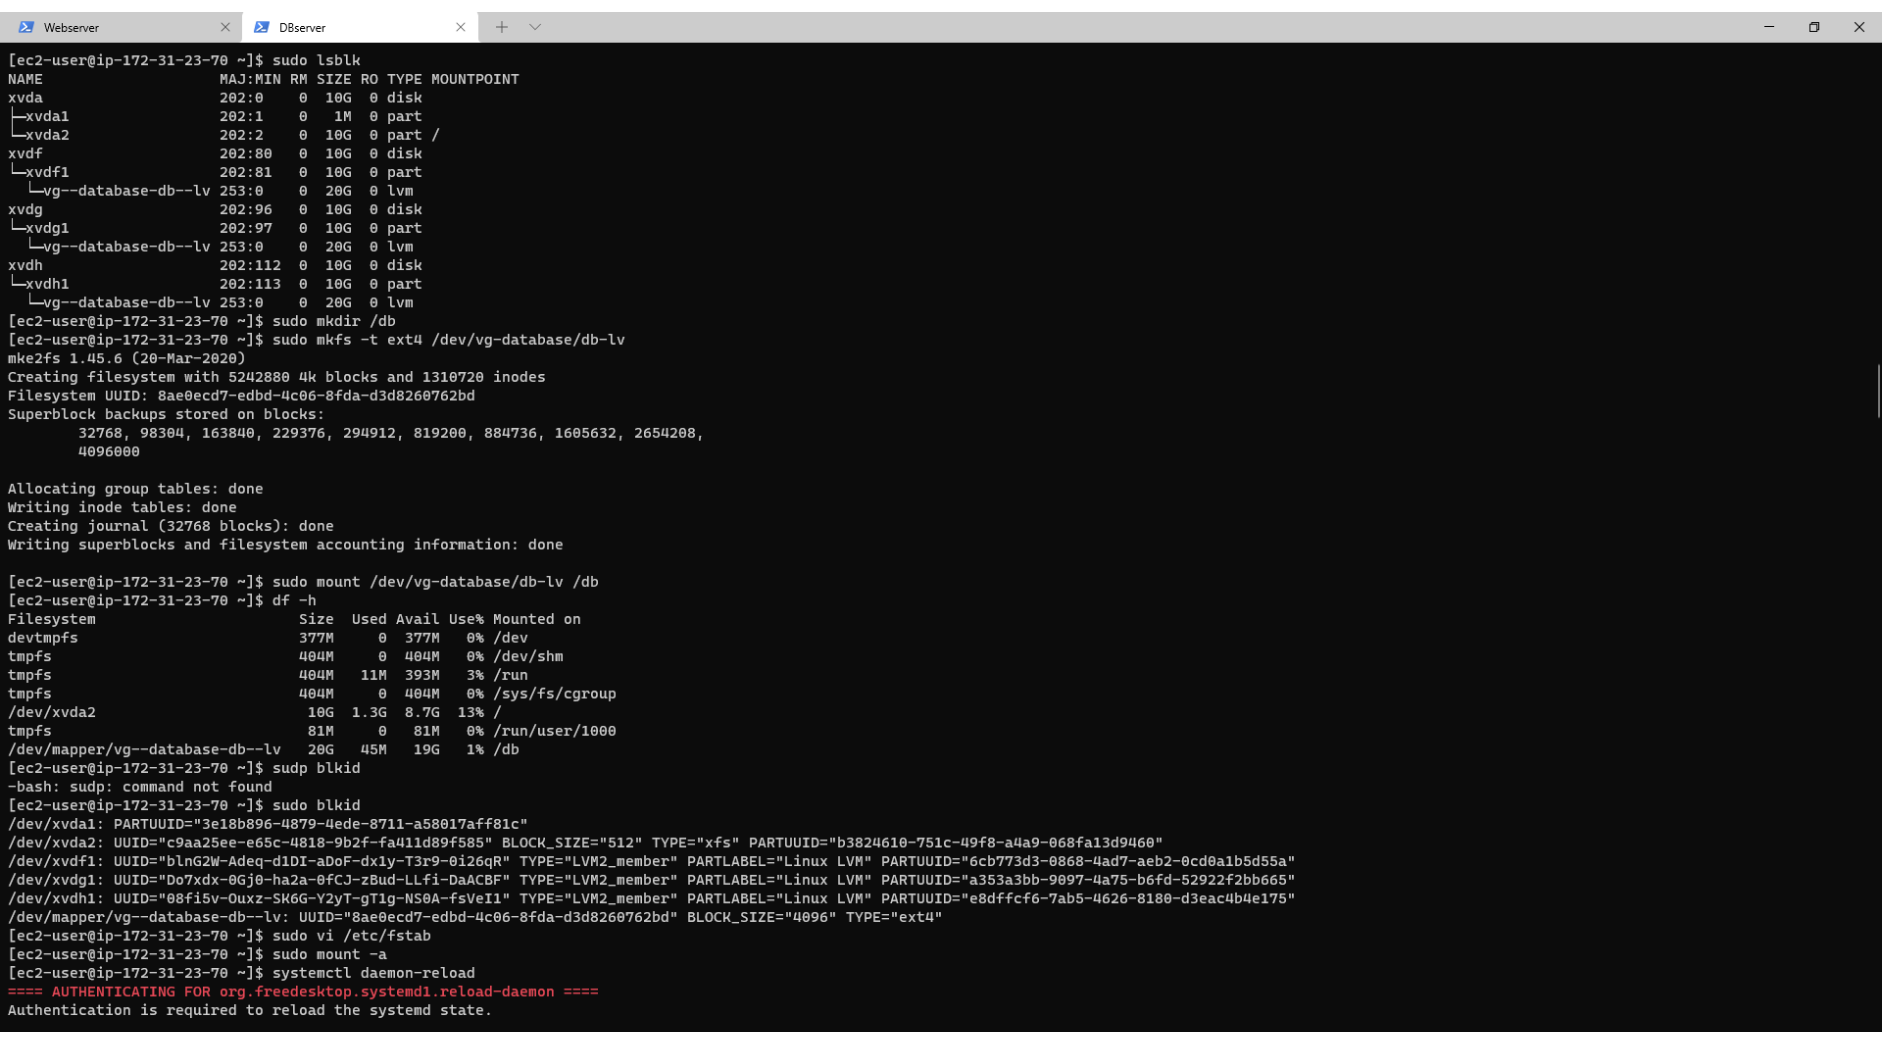 Webserver
DBserver
[ec2-user@ip-172-31-23-70 ~]$ sudo lsblk
NAME                    MAJ:MIN RM SIZE RO TYPE MOUNTPOINT
xvda                    202:0    0  10G  0 disk
├─xvda1                 202:1    0   1M  0 part
└─xvda2                 202:2    0  10G  0 part /
xvdf                    202:80   0  10G  0 disk
└─xvdf1                 202:81   0  10G  0 part
  └─vg--database-db--lv 253:0    0  20G  0 lvm
xvdg                    202:96   0  10G  0 disk
└─xvdg1                 202:97   0  10G  0 part
  └─vg--database-db--lv 253:0    0  20G  0 lvm
xvdh                    202:112  0  10G  0 disk
└─xvdh1                 202:113  0  10G  0 part
  └─vg--database-db--lv 253:0    0  20G  0 lvm
[ec2-user@ip-172-31-23-70 ~]$ sudo mkdir /db
[ec2-user@ip-172-31-23-70 ~]$ sudo mkfs -t ext4 /dev/vg-database/db-lv
mke2fs 1.45.6 (20-Mar-2020)
Creating filesystem with 5242880 4k blocks and 1310720 inodes
Filesystem UUID: 8ae0ecd7-edbd-4c06-8fda-d3d8260762bd
Superblock backups stored on blocks:
        32768, 98304, 163840, 229376, 294912, 819200, 884736, 1605632, 2654208,
        4096000
Allocating group tables: done
Writing inode tables: done
Creating journal (32768 blocks): done
Writing superblocks and filesystem accounting information: done
[ec2-user@ip-172-31-23-70 ~]$ sudo mount /dev/vg-database/db-lv /db
[ec2-user@ip-172-31-23-70 ~]$ df -h
Filesystem                       Size  Used Avail Use% Mounted on
devtmpfs                         377M     0  377M   0% /dev
tmpfs                            404M     0  404M   0% /dev/shm
tmpfs                            404M   11M  393M   3% /run
tmpfs                            404M     0  404M   0% /sys/fs/cgroup
/dev/xvda2                        10G  1.3G  8.7G  13% /
tmpfs                             81M     0   81M   0% /run/user/1000
/dev/mapper/vg--database-db--lv   20G   45M   19G   1% /db
[ec2-user@ip-172-31-23-70 ~]$ sudp blkid
-bash: sudp: command not found
[ec2-user@ip-172-31-23-70 ~]$ sudo blkid
/dev/xvda1: PARTUUID="3e18b896-4879-4ede-8711-a58017aff81c"
/dev/xvda2: UUID="c9aa25ee-e65c-4818-9b2f-fa411d89f585" BLOCK_SIZE="512" TYPE="xfs" PARTUUID="b3824610-751c-49f8-a4a9-068fa13d9460"
/dev/xvdf1: UUID="blnG2W-Adeq-d1DI-aDoF-dx1y-T3r9-0i26qR" TYPE="LVM2_member" PARTLABEL="Linux LVM" PARTUUID="6cb773d3-0868-4ad7-aeb2-0cd0a1b5d55a"
/dev/xvdg1: UUID="Do7xdx-0Gj0-ha2a-0fCJ-zBud-LLfi-DaACBF" TYPE="LVM2_member" PARTLABEL="Linux LVM" PARTUUID="a353a3bb-9097-4a75-b6fd-52922f2bb665"
/dev/xvdh1: UUID="08fi5v-Ouxz-SK6G-Y2yT-gT1g-NS0A-fsVeI1" TYPE="LVM2_member" PARTLABEL="Linux LVM" PARTUUID="e8dffcf6-7ab5-4626-8180-d3eac4b4e175"
/dev/mapper/vg--database-db--lv: UUID="8ae0ecd7-edbd-4c06-8fda-d3d8260762bd" BLOCK_SIZE="4096" TYPE="ext4"
[ec2-user@ip-172-31-23-70 ~]$ sudo vi /etc/fstab
[ec2-user@ip-172-31-23-70 ~]$ sudo mount -a
[ec2-user@ip-172-31-23-70 ~]$ systemctl daemon-reload
==== AUTHENTICATING FOR org.freedesktop.systemd1.reload-daemon ====
Authentication is required to reload the systemd state.